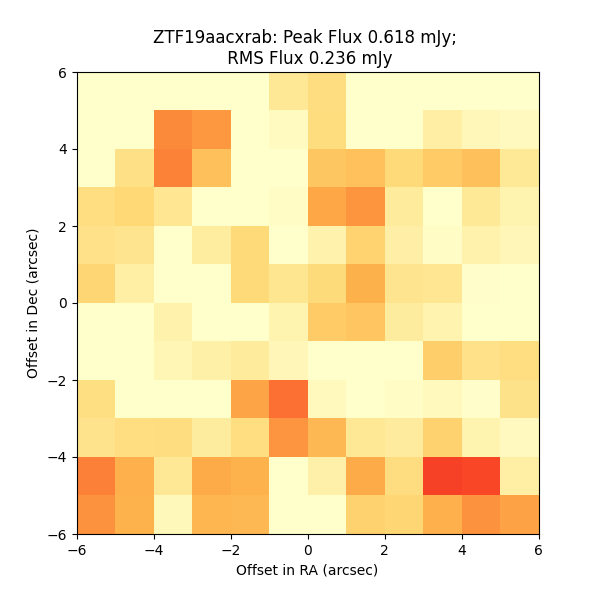 ZTF19aacxrab: Peak Flux 0.618 mJy;
RMS Flux 0.236 mJy
6
4
2
0
−2
−4
−6
Offset in Dec (arcsec)
−6 −4 −2 0 2 4 6
Offset in RA (arcsec)